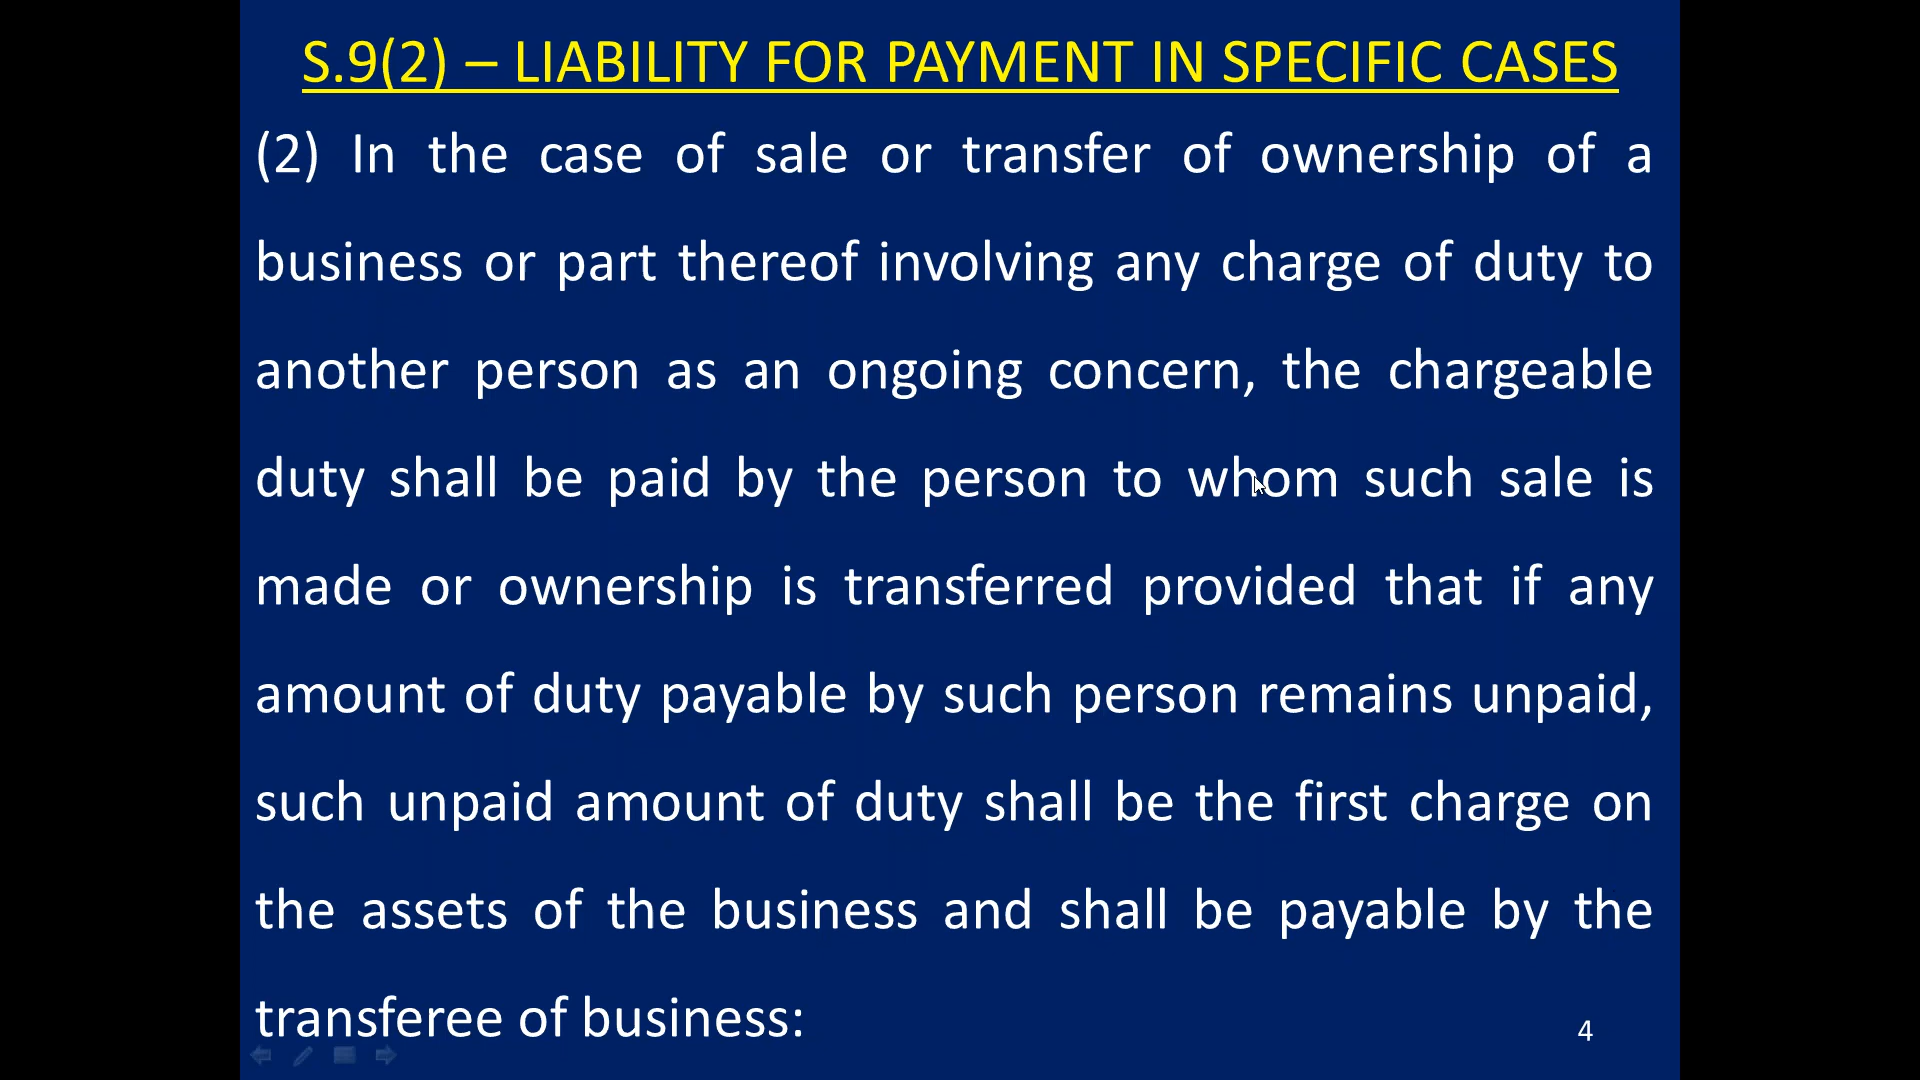 S.9(2) – LIABILITY FOR PAYMENT IN SPECIFIC CASES
(2) In the case of sale or transfer of ownership of a
business or part thereof involving any charge of duty to
another person as an ongoing concern, the chargeable
duty shall be paid by the person to whom such sale is
made or ownership is transferred provided that if any
amount of duty payable by such person remains unpaid,
such unpaid amount of duty shall be the first charge on
the assets of the business and shall be payable by the
transferee of business:
4